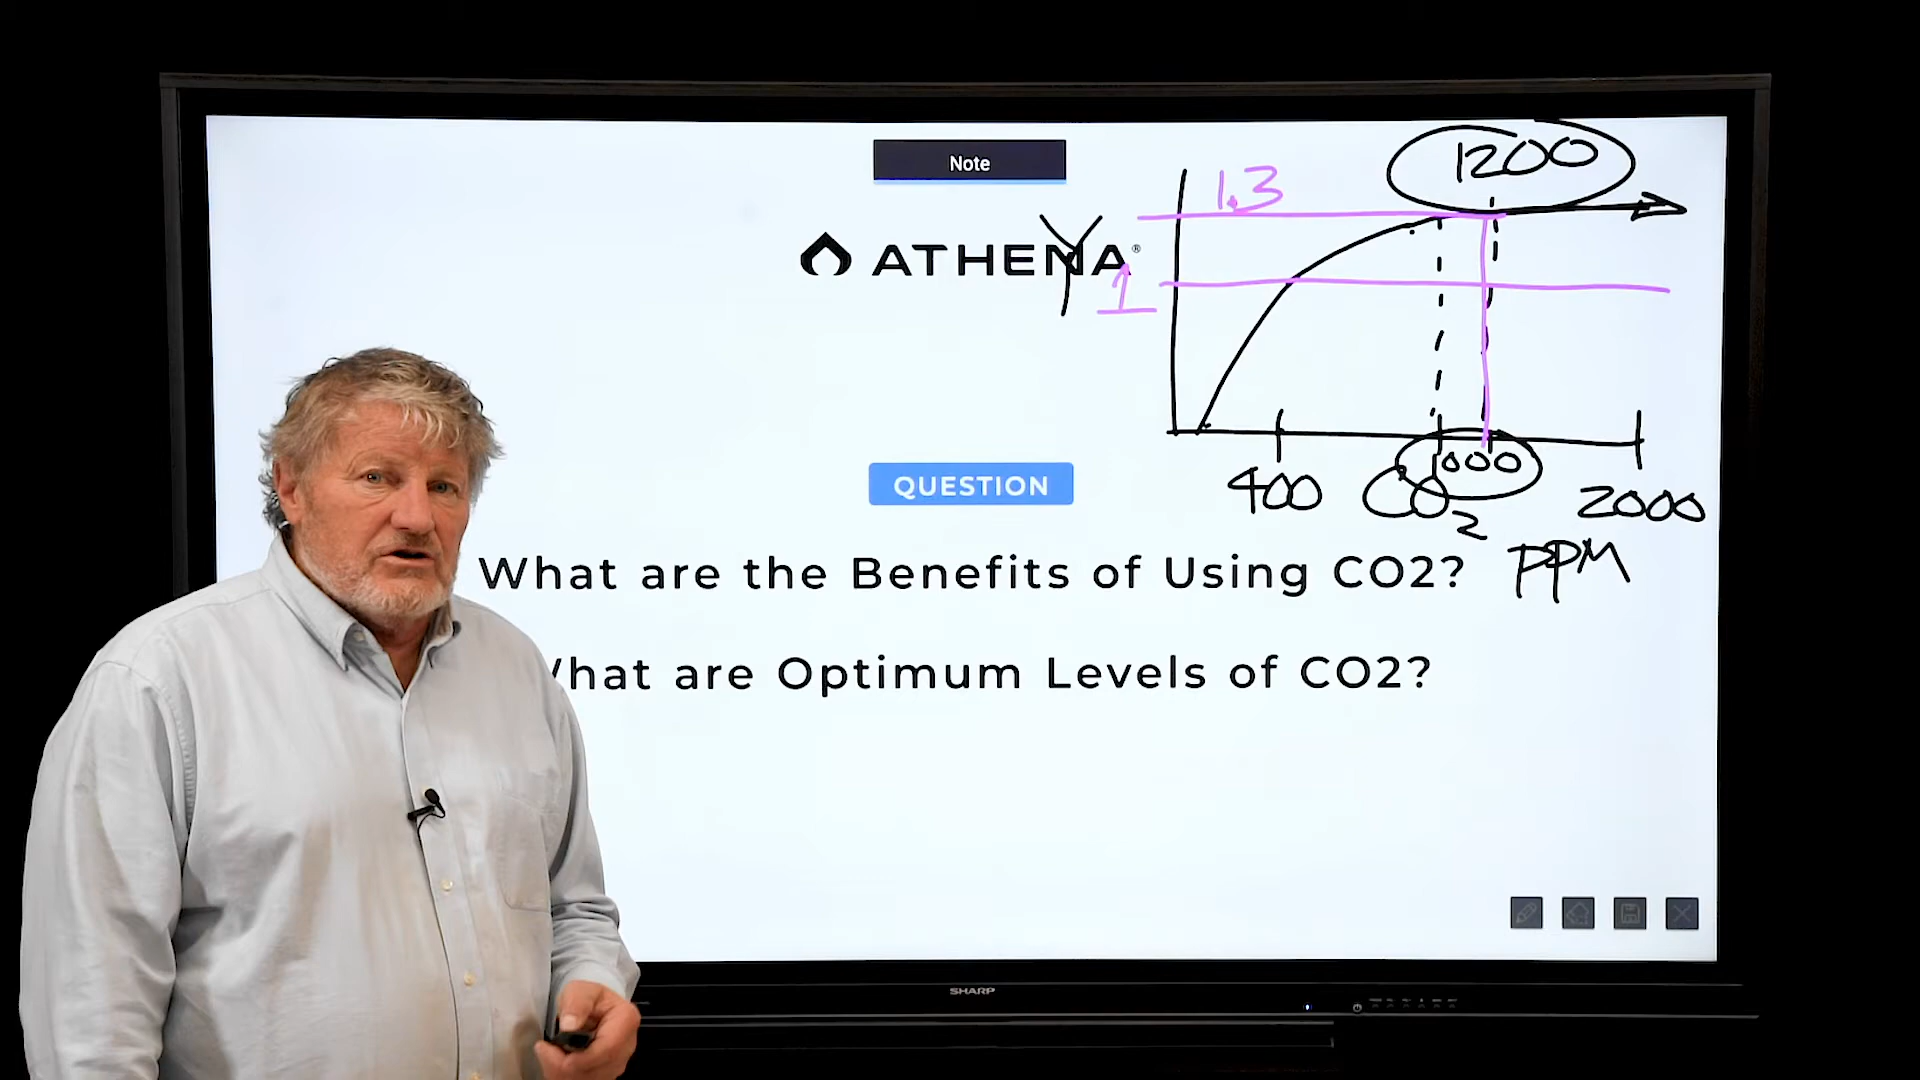 Note
1200
1.3
ATHENA®
Y
1
QUESTION
1000
400
CO2
2000
What are the Benefits of Using CO2?
PPM
What are Optimum Levels of CO2?
SHARP